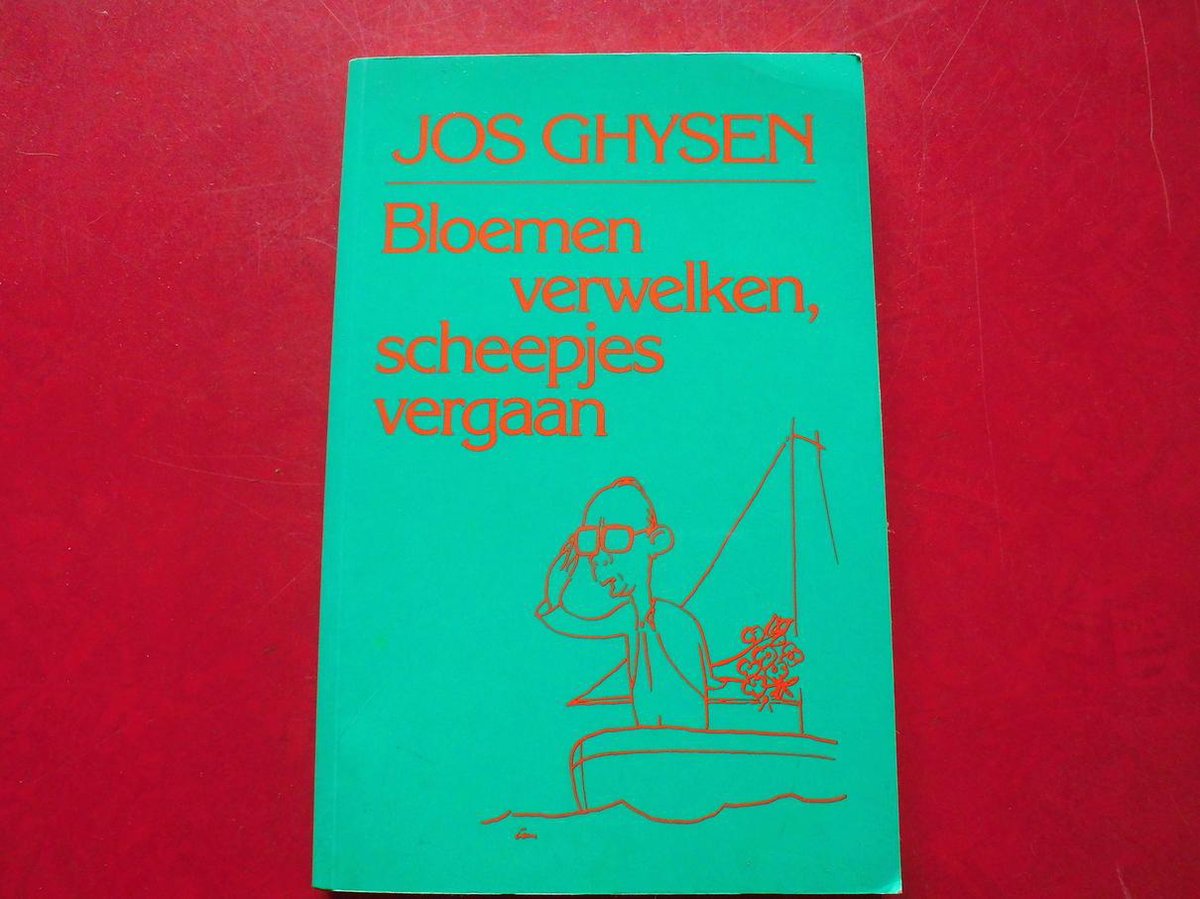 JOS GHYSEN
Bloemen
verwelken,
scheepjes
vergaan